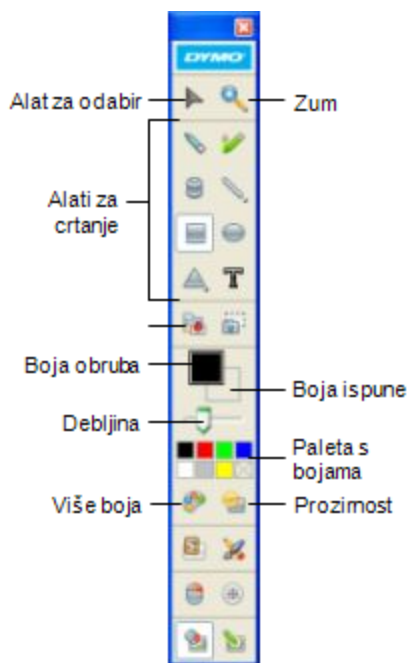 DYMO
Alat za odabir
Zum
Alati za
crtanje
T
Boja obruba
Boja ispune
Debljina
Paleta s
bojama
Više boja
Prozirnost